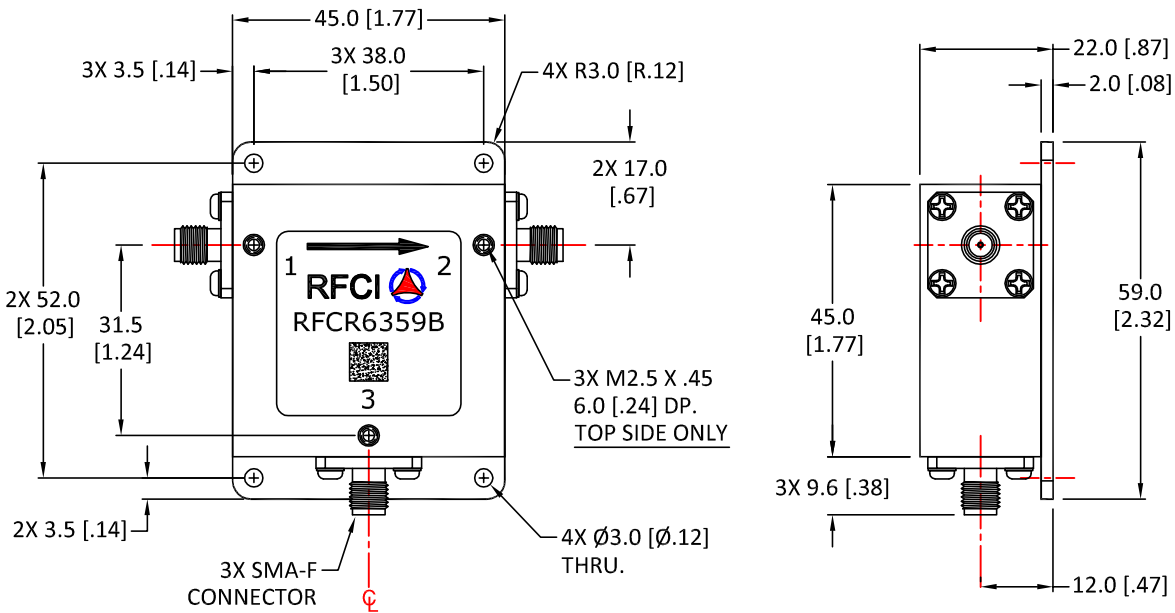 45.0 [1.77]
3X 38.0
[1.50]
3X 3.5 [.14]
4X R3.0 [R.12]
2X 17.0
[.67]
2X 52.0
[2.05]
31.5
[1.24]
1
2
RFCI
RFCR6359B
3
3X M2.5 X .45
6.0 [.24] DP.
TOP SIDE ONLY
2X 3.5 [.14]
4X Ø3.0 [Ø.12]
THRU.
3X SMA-F
CONNECTOR
℄
22.0 [.87]
2.0 [.08]
45.0
[1.77]
59.0
[2.32]
3X 9.6 [.38]
12.0 [.47]